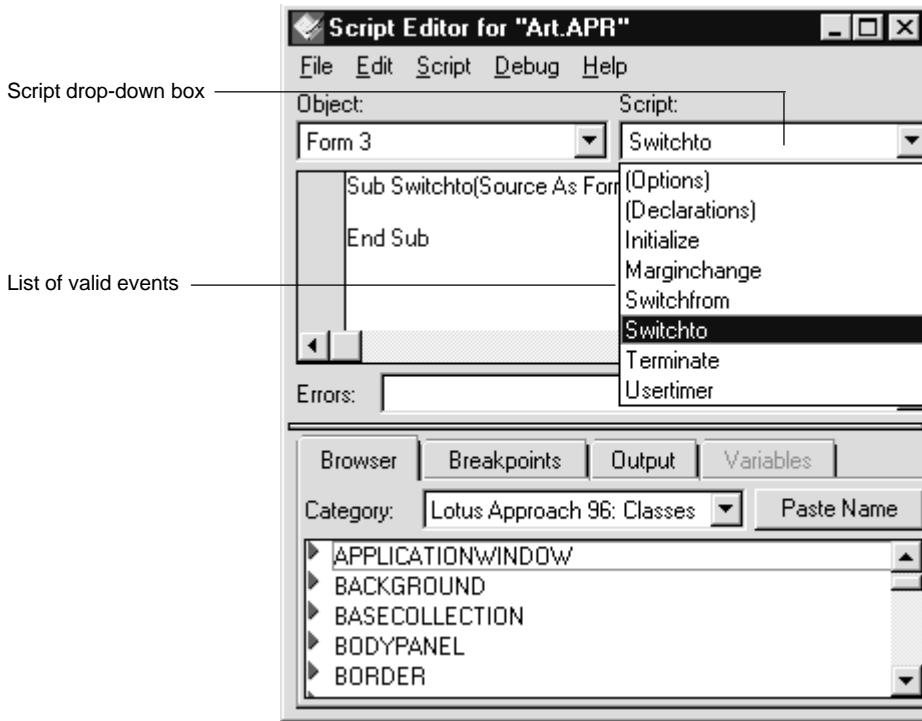 Script Editor for "Art.APR"
File Edit Script Debug Help
Script drop-down box
Object: Script:
Form 3 Switchto
Sub Switchto(Source As For
End Sub
(Options)
(Declarations)
Initialize
Marginchange
List of valid events
Switchfrom
Switchto
Terminate
Usertimer
Errors:
Browser Breakpoints Output Variables
Category: Lotus Approach 96: Classes Paste Name
APPLICATIONWINDOW
BACKGROUND
BASECOLLECTION
BODYPANEL
BORDER